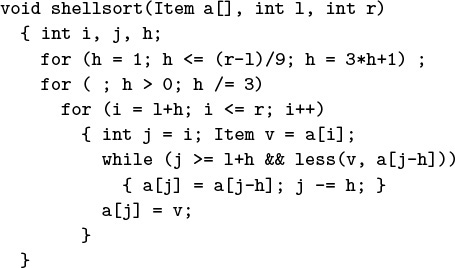 void shellsort(Item a[], int l, int r)
  { int i, j, h;
    for (h = 1; h <= (r-l)/9; h = 3*h+1) ;
    for ( ; h > 0; h /= 3)
      for (i = l+h; i <= r; i++)
        { int j = i; Item v = a[i];
          while (j >= l+h && less(v, a[j-h]))
            { a[j] = a[j-h]; j -= h; }
          a[j] = v;
        }
  }